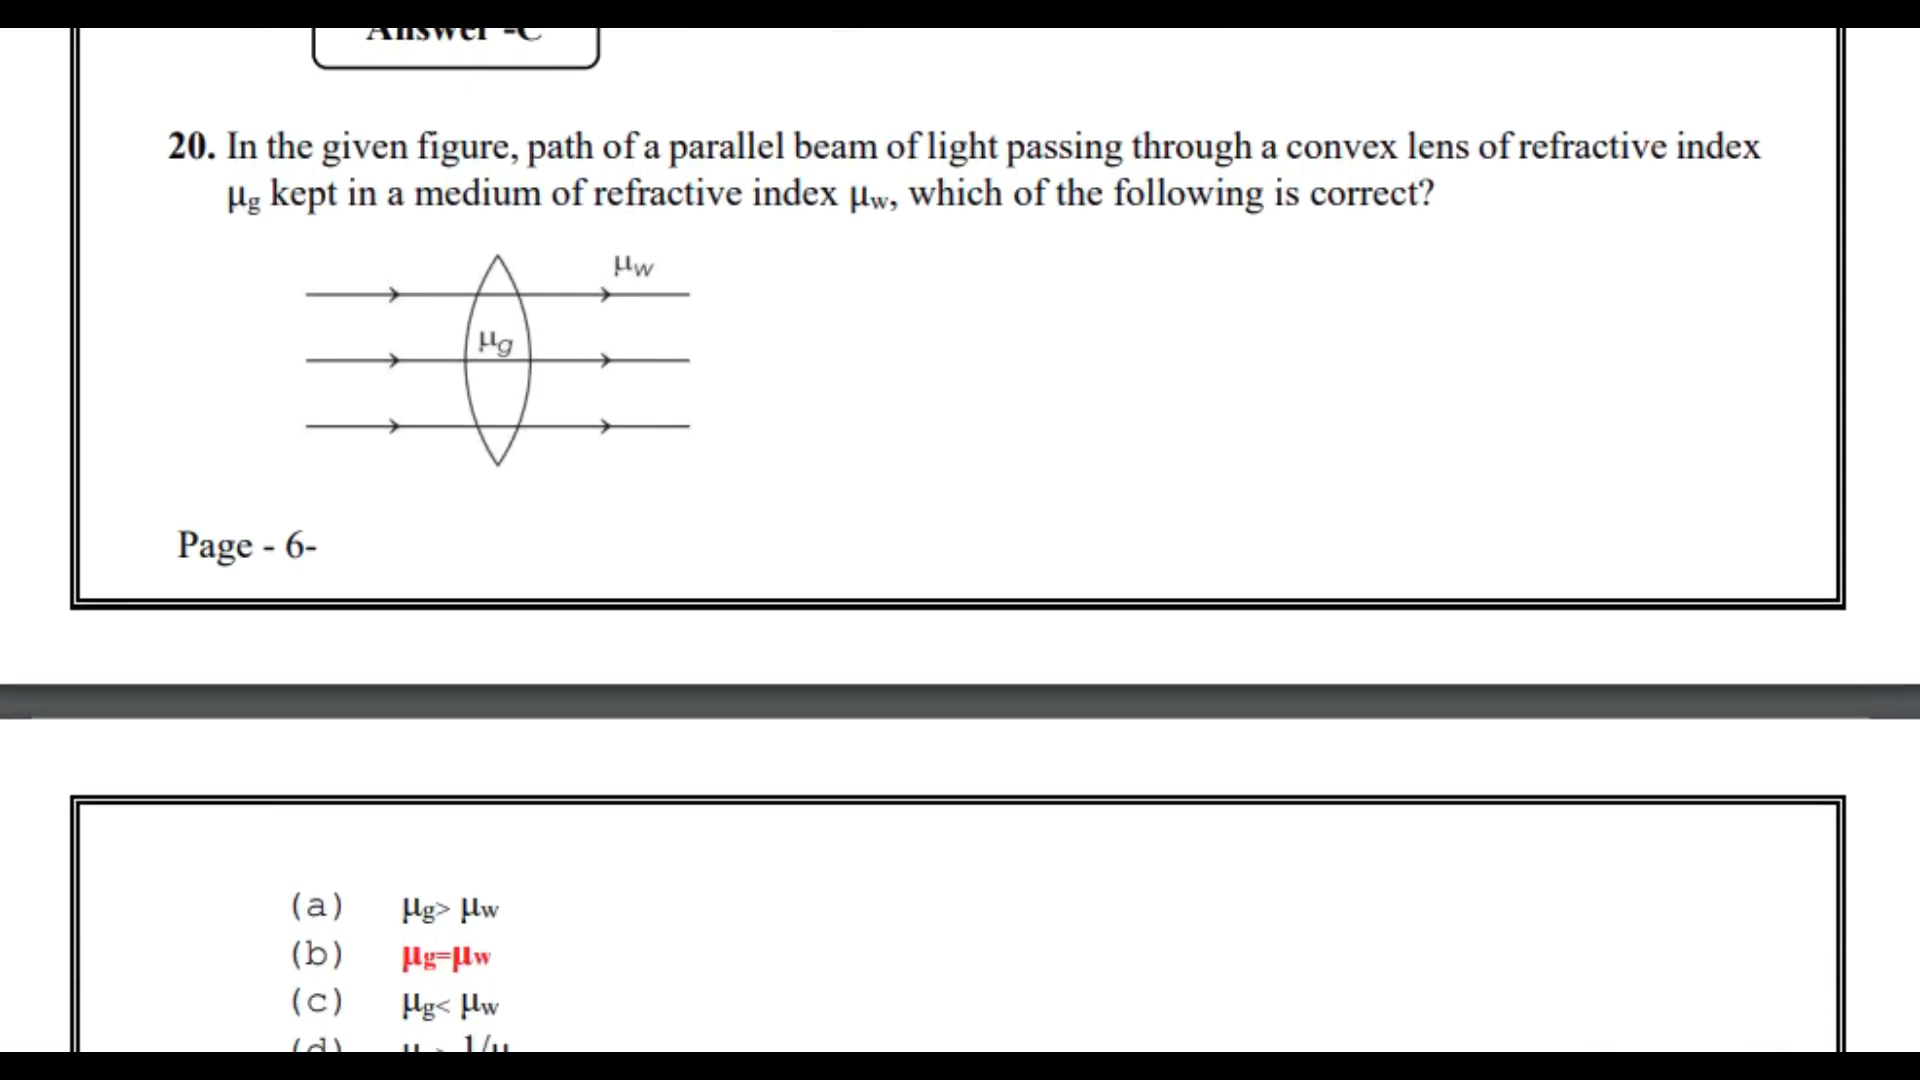 Answer -C
20. In the given figure, path of a parallel beam of light passing through a convex lens of refractive index
μg kept in a medium of refractive index μw, which of the following is correct?
μw
μg
Page - 6-
(a) μg> μw
(b) μg=μw
(c) μg< μw
(d)